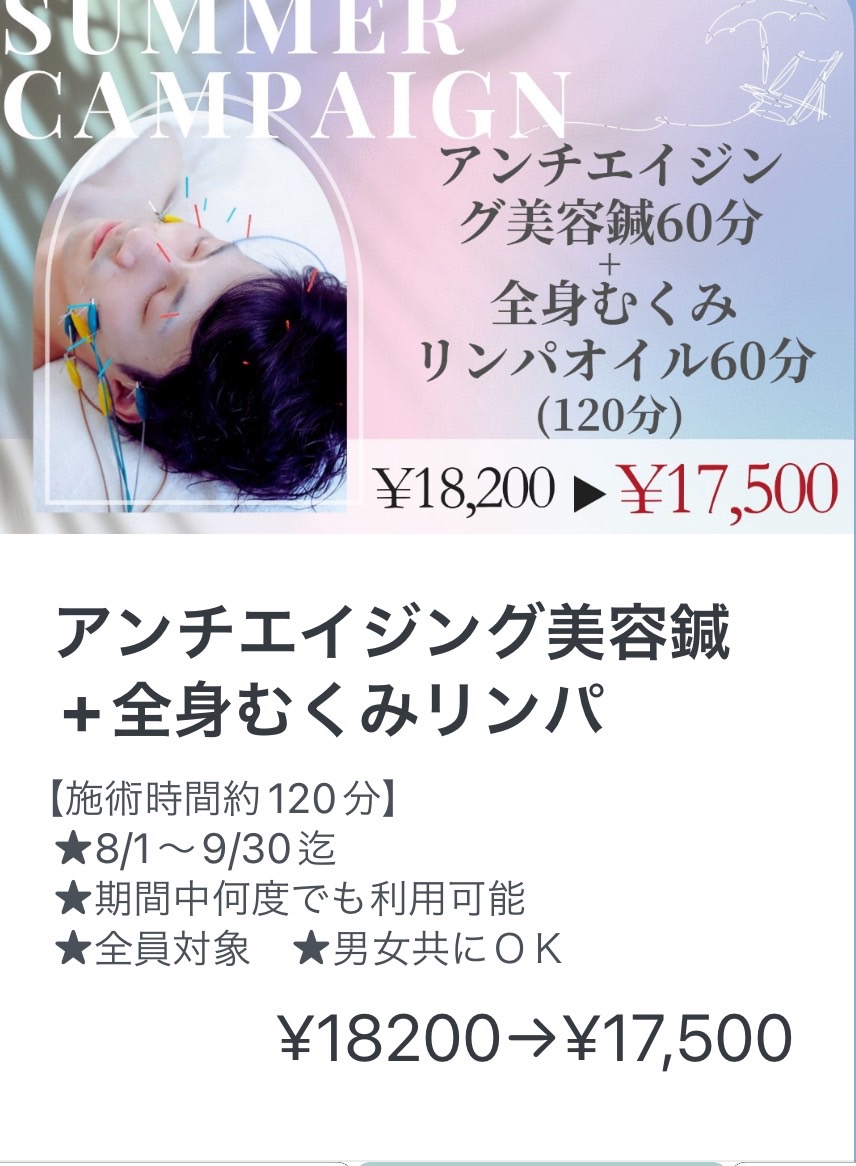 SUMMER
CAMPAIGN
アンチエイジン
グ美容鍼60分
+
全身むくみ
リンパオイル60分
(120分)
¥18,200 ▶ ¥17,500
アンチエイジング美容鍼
+全身むくみリンパ
【施術時間約120分】
★8/1〜9/30迄
★期間中何度でも利用可能
★全員対象　★男女共にＯＫ
¥18200→¥17,500